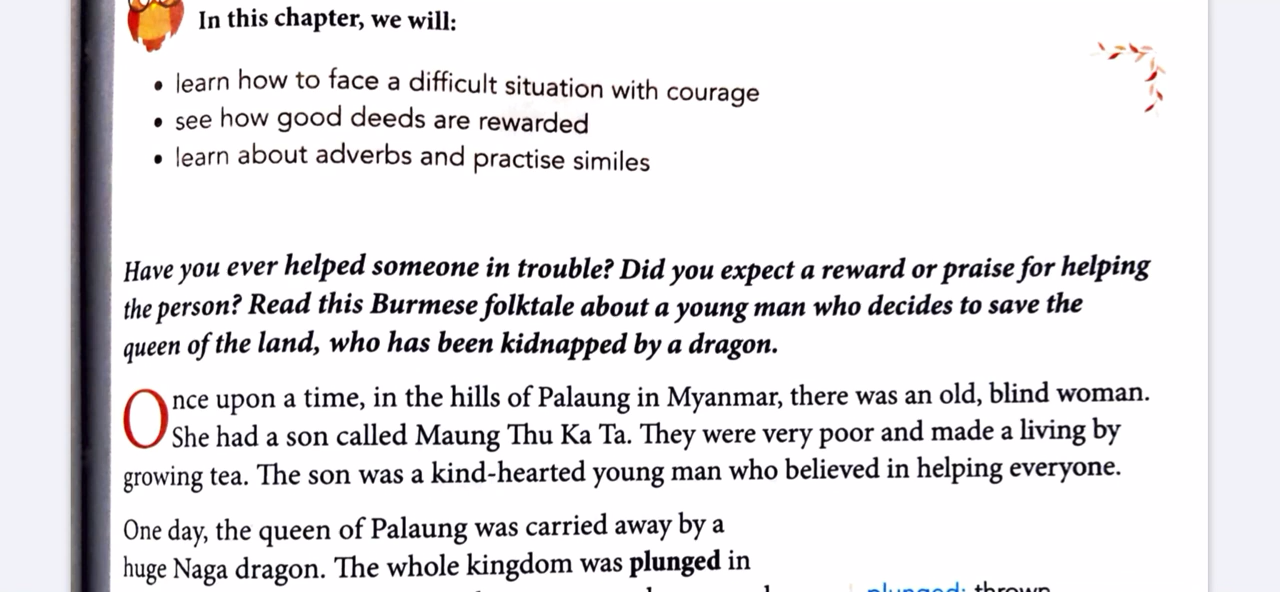 In this chapter, we will:
• learn how to face a difficult situation with courage
• see how good deeds are rewarded
• learn about adverbs and practise similes
Have you ever helped someone in trouble? Did you expect a reward or praise for helping
the person? Read this Burmese folktale about a young man who decides to save the
queen of the land, who has been kidnapped by a dragon.
Once upon a time, in the hills of Palaung in Myanmar, there was an old, blind woman.
She had a son called Maung Thu Ka Ta. They were very poor and made a living by
growing tea. The son was a kind-hearted young man who believed in helping everyone.
One day, the queen of Palaung was carried away by a
huge Naga dragon. The whole kingdom was plunged in
plunged: thrown